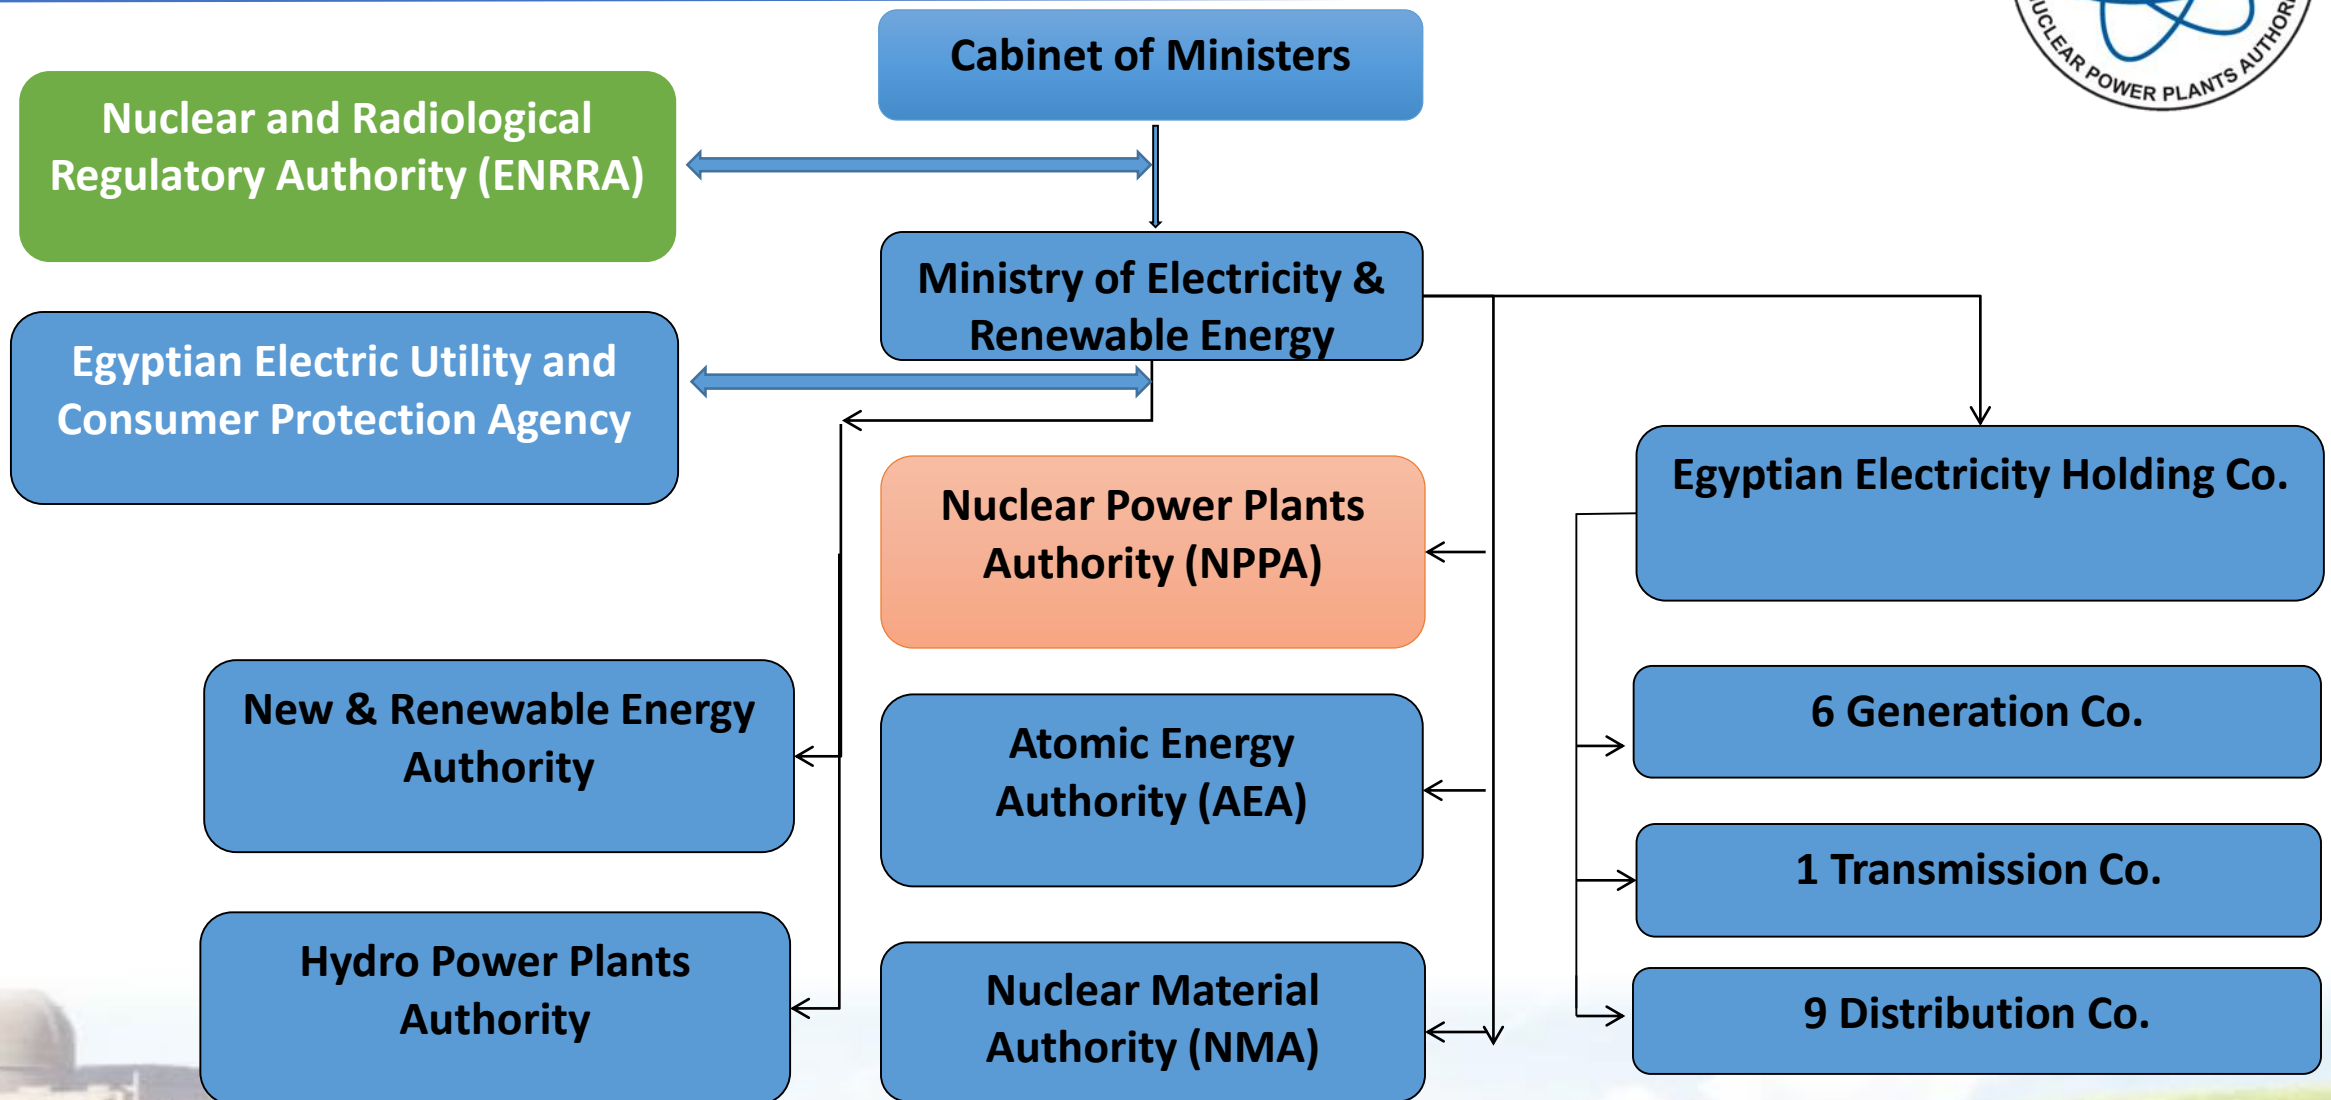 Cabinet of Ministers
NUCLEAR POWER PLANTS
Nuclear and Radiological
Regulatory Authority (ENRRA)
Ministry of Electricity &
Renewable Energy
Egyptian Electric Utility and
Consumer Protection Agency
Nuclear Power Plants
Authority (NPPA)
Egyptian Electricity Holding Co.
New & Renewable Energy
Authority
Atomic Energy
Authority (AEA)
6 Generation Co.
1 Transmission Co.
Hydro Power Plants
Authority
Nuclear Material
Authority (NMA)
9 Distribution Co.